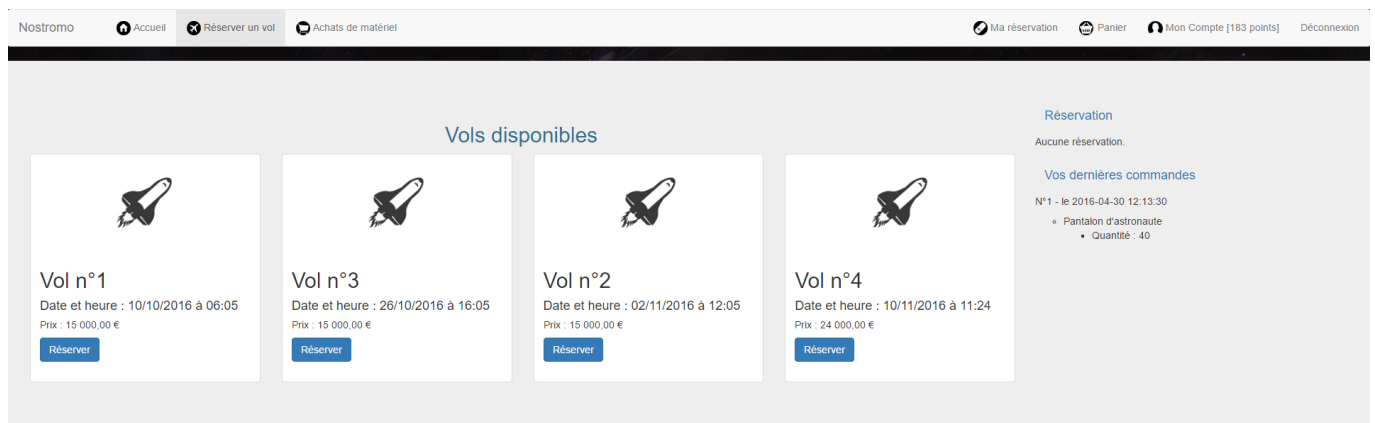 Nostromo Accueil Réserver un vol Achats de matériel Ma réservation Panier Mon Compte [183 points] Déconnexion
Vols disponibles
Vol n°1
Date et heure : 10/10/2016 à 06:05
Prix : 15 000,00 €
Réserver
Vol n°3
Date et heure : 26/10/2016 à 16:05
Prix : 15 000,00 €
Réserver
Vol n°2
Date et heure : 02/11/2016 à 12:05
Prix : 15 000,00 €
Réserver
Vol n°4
Date et heure : 10/11/2016 à 11:24
Prix : 24 000,00 €
Réserver
Réservation
Aucune réservation.
Vos dernières commandes
N°1 - le 2016-04-30 12:13:30
Pantalon d'astronaute
Quantité : 40